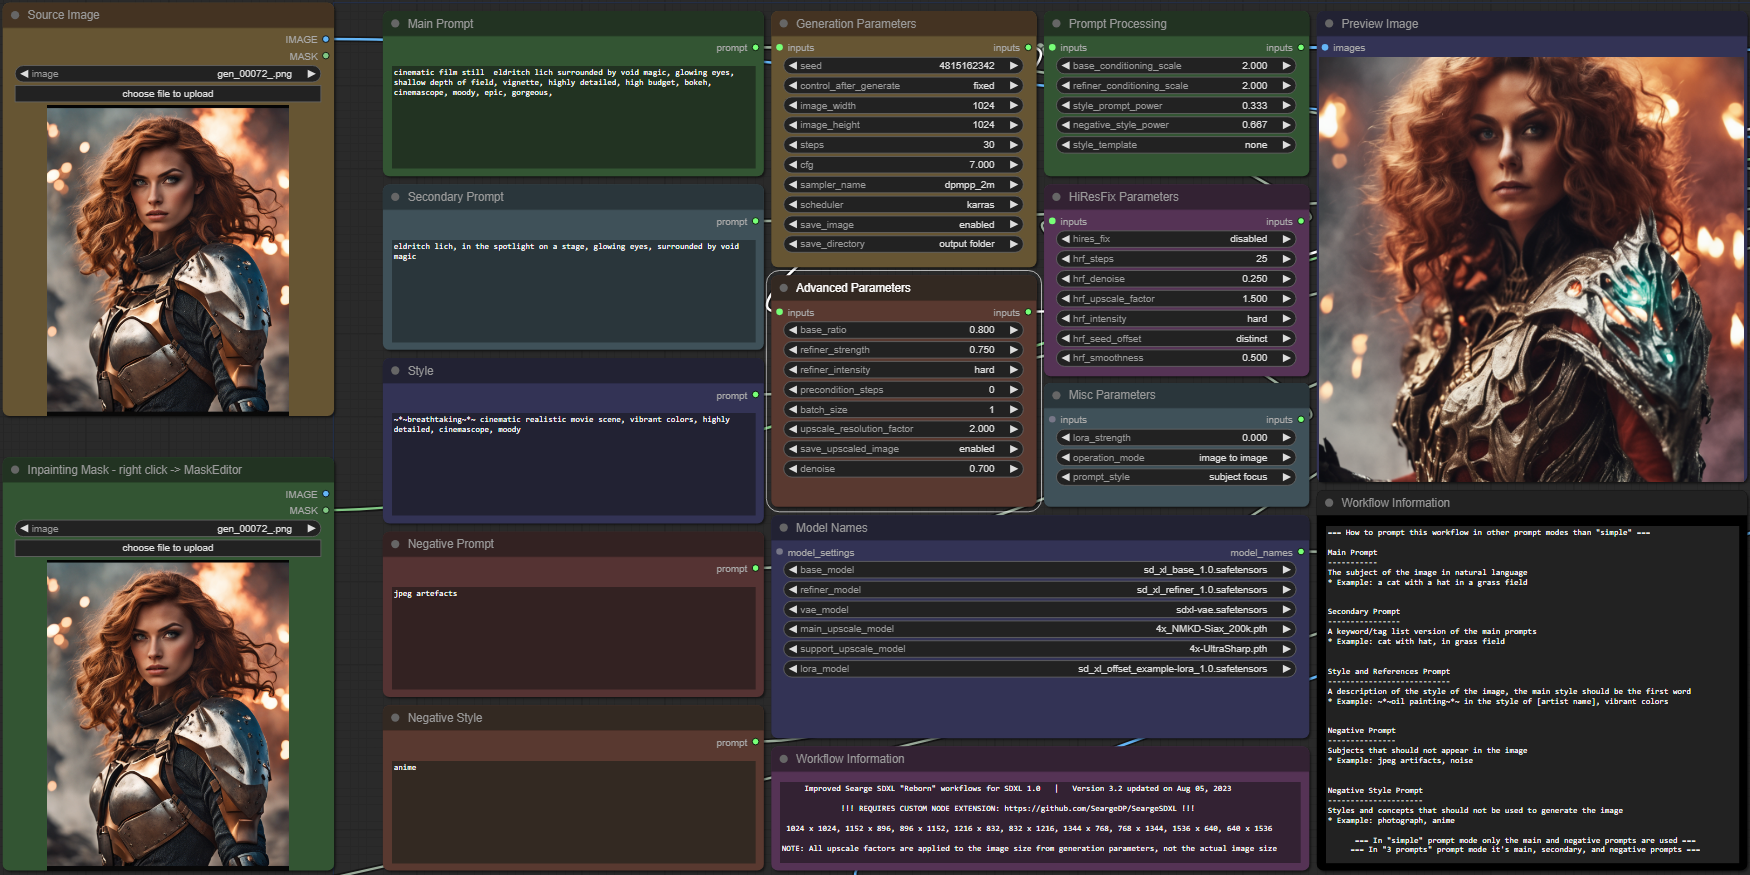 Source Image
IMAGE
MASK
image gen_00072_.png
choose file to upload
Inpainting Mask - right click -> MaskEditor
IMAGE
MASK
image gen_00072_.png
choose file to upload
Main Prompt
prompt
cinematic film still eldritch lich surrounded by void magic, glowing eyes,
shallow depth of field, vignette, highly detailed, high budget, bokeh,
cinemascope, moody, epic, gorgeous,
Secondary Prompt
prompt
eldritch lich, in the spotlight on a stage, glowing eyes, surrounded by void
magic
Style
prompt
~*~breathtaking~*~ cinematic realistic movie scene, vibrant colors, highly
detailed, cinemascope, moody
Negative Prompt
prompt
jpeg artefacts
Negative Style
prompt
anime
Generation Parameters
inputs inputs
seed 4815162342
control_after_generate fixed
image_width 1024
image_height 1024
steps 30
cfg 7.000
sampler_name dpmpp_2m
scheduler karras
save_image enabled
save_directory output folder
Advanced Parameters
inputs inputs
base_ratio 0.800
refiner_strength 0.750
refiner_intensity hard
precondition_steps 0
batch_size 1
upscale_resolution_factor 2.000
save_upscaled_image enabled
denoise 0.700
Prompt Processing
inputs inputs
base_conditioning_scale 2.000
refiner_conditioning_scale 2.000
style_prompt_power 0.333
negative_style_power 0.667
style_template none
HiResFix Parameters
inputs inputs
hires_fix disabled
hrf_steps 25
hrf_denoise 0.250
hrf_upscale_factor 1.500
hrf_intensity hard
hrf_seed_offset distinct
hrf_smoothness 0.500
Misc Parameters
inputs inputs
lora_strength 0.000
operation_mode image to image
prompt_style subject focus
Model Names
model_settings model_names
base_model sd_xl_base_1.0.safetensors
refiner_model sd_xl_refiner_1.0.safetensors
vae_model sdxl-vae.safetensors
main_upscale_model 4x_NMKD-Siax_200k.pth
support_upscale_model 4x-UltraSharp.pth
lora_model sd_xl_offset_example-lora_1.0.safetensors
Workflow Information
Improved Searge SDXL "Reborn" workflows for SDXL 1.0 | Version 3.2 updated on Aug 05, 2023
!!! REQUIRES CUSTOM NODE EXTENSION: https://github.com/SeargeDP/SeargeSDXL !!!
1024 x 1024, 1152 x 896, 896 x 1152, 1216 x 832, 832 x 1216, 1344 x 768, 768 x 1344, 1536 x 640, 640 x 1536
NOTE: All upscale factors are applied to the image size from generation parameters, not the actual image size
Preview Image
images
Workflow Information
=== How to prompt this workflow in other prompt modes than "simple" ===
Main Prompt
-----------
The subject of the image in natural language
* Example: a cat with a hat in a grass field
Secondary Prompt
----------------
A keyword/tag list version of the main prompts
* Example: cat with hat, in grass field
Style and References Prompt
---------------------------
A description of the style of the image, the main style should be the first word
* Example: ~*~oil painting~*~ in the style of [artist name], vibrant colors
Negative Prompt
---------------
Subjects that should not appear in the image
* Example: jpeg artifacts, noise
Negative Style Prompt
---------------------
Styles and concepts that should not be used to generate the image
* Example: photograph, anime
=== In "simple" prompt mode only the main and negative prompts are used ===
=== In "3 prompts" prompt mode it's main, secondary, and negative prompts ===